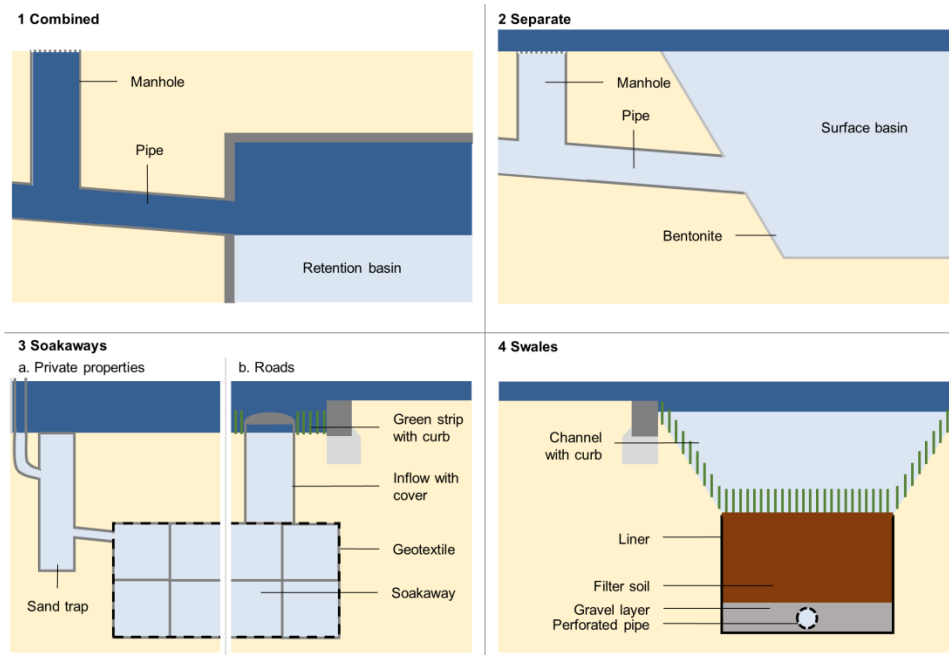 1 Combined
Manhole
Pipe
Retention basin
2 Separate
Manhole
Pipe
Surface basin
Bentonite
3 Soakaways
a. Private properties
b. Roads
Green strip
with curb
Inflow with
cover
Geotextile
Soakaway
Sand trap
4 Swales
Channel
with curb
Liner
Filter soil
Gravel layer
Perforated pipe